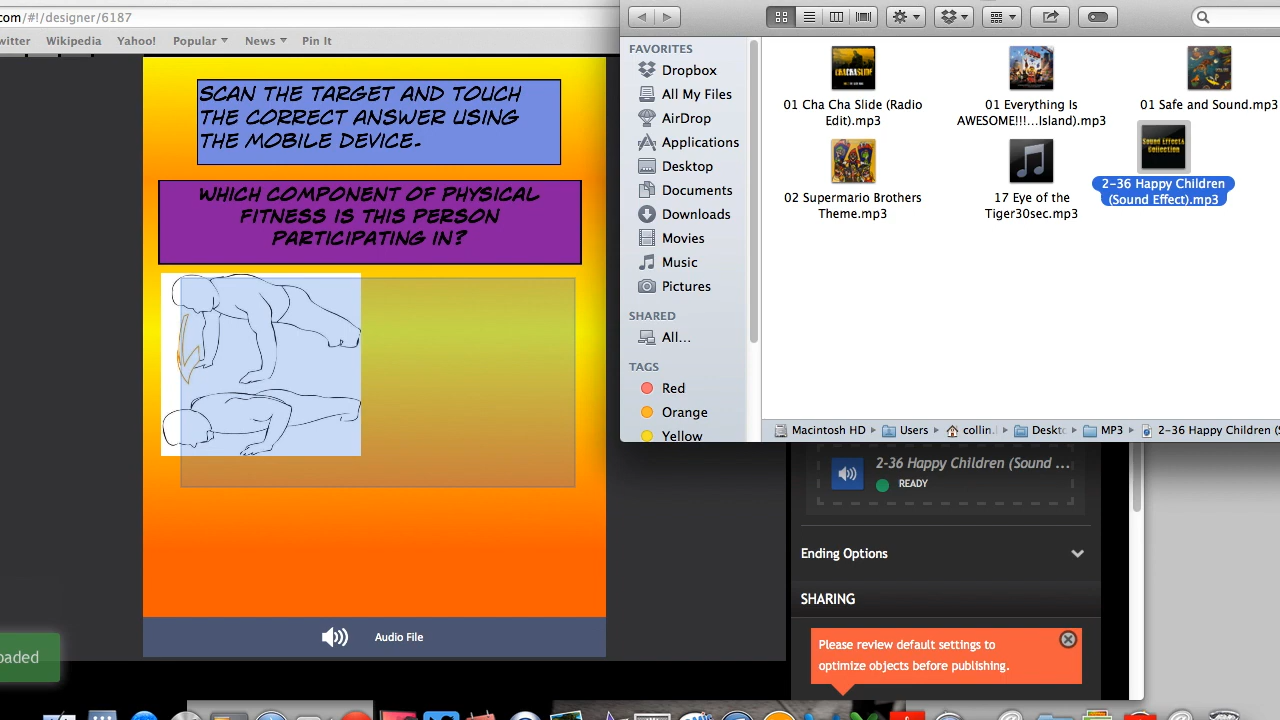 com/#!/designer/6187
witter Wikipedia Yahoo! Popular News Pin It
SCAN THE TARGET AND TOUCH
THE CORRECT ANSWER USING
THE MOBILE DEVICE.
WHICH COMPONENT OF PHYSICAL
FITNESS IS THIS PERSON
PARTICIPATING IN?
Audio File
oaded
FAVORITES
Dropbox
All My Files
AirDrop
Applications
Desktop
Documents
Downloads
Movies
Music
Pictures
SHARED
All...
TAGS
Red
Orange
Yellow
CHACHASLIDE
01 Cha Cha Slide (Radio
Edit).mp3
01 Everything Is
AWESOME!!!...Island).mp3
01 Safe and Sound.mp3
02 Supermario Brothers
Theme.mp3
17 Eye of the
Tiger30sec.mp3
Sound Effects
Collection
2-36 Happy Children
(Sound Effect).mp3
Macintosh HD Users collin. Deskto MP3 2-36 Happy Children (S
2-36 Happy Children (Sound ...
READY
Ending Options
SHARING
Please review default settings to
optimize objects before publishing.